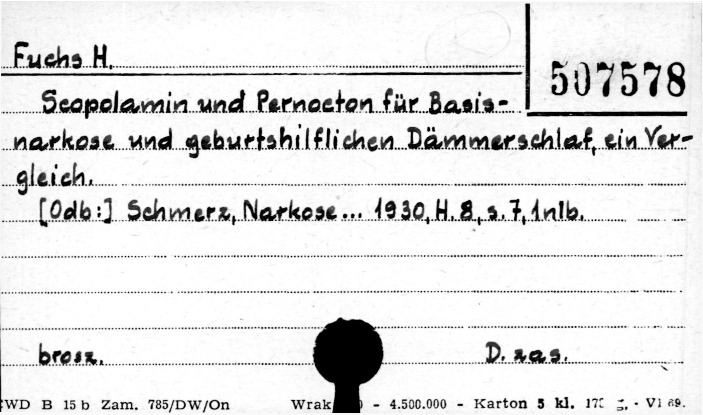 Fuchs H.
507578
Scopolamin und Pernocton für Basis-
narkose und geburtshilflichen Dämmerschlaf, ein Ver-
gleich.
[Odb:] Schmerz, Narkose... 1930, H. 8, s. 7, 1nlb.
brosz. D. zas.
WD B 15 b Zam. 785/DW/On Wrak - 4.500.000 - Karton 5 kl.